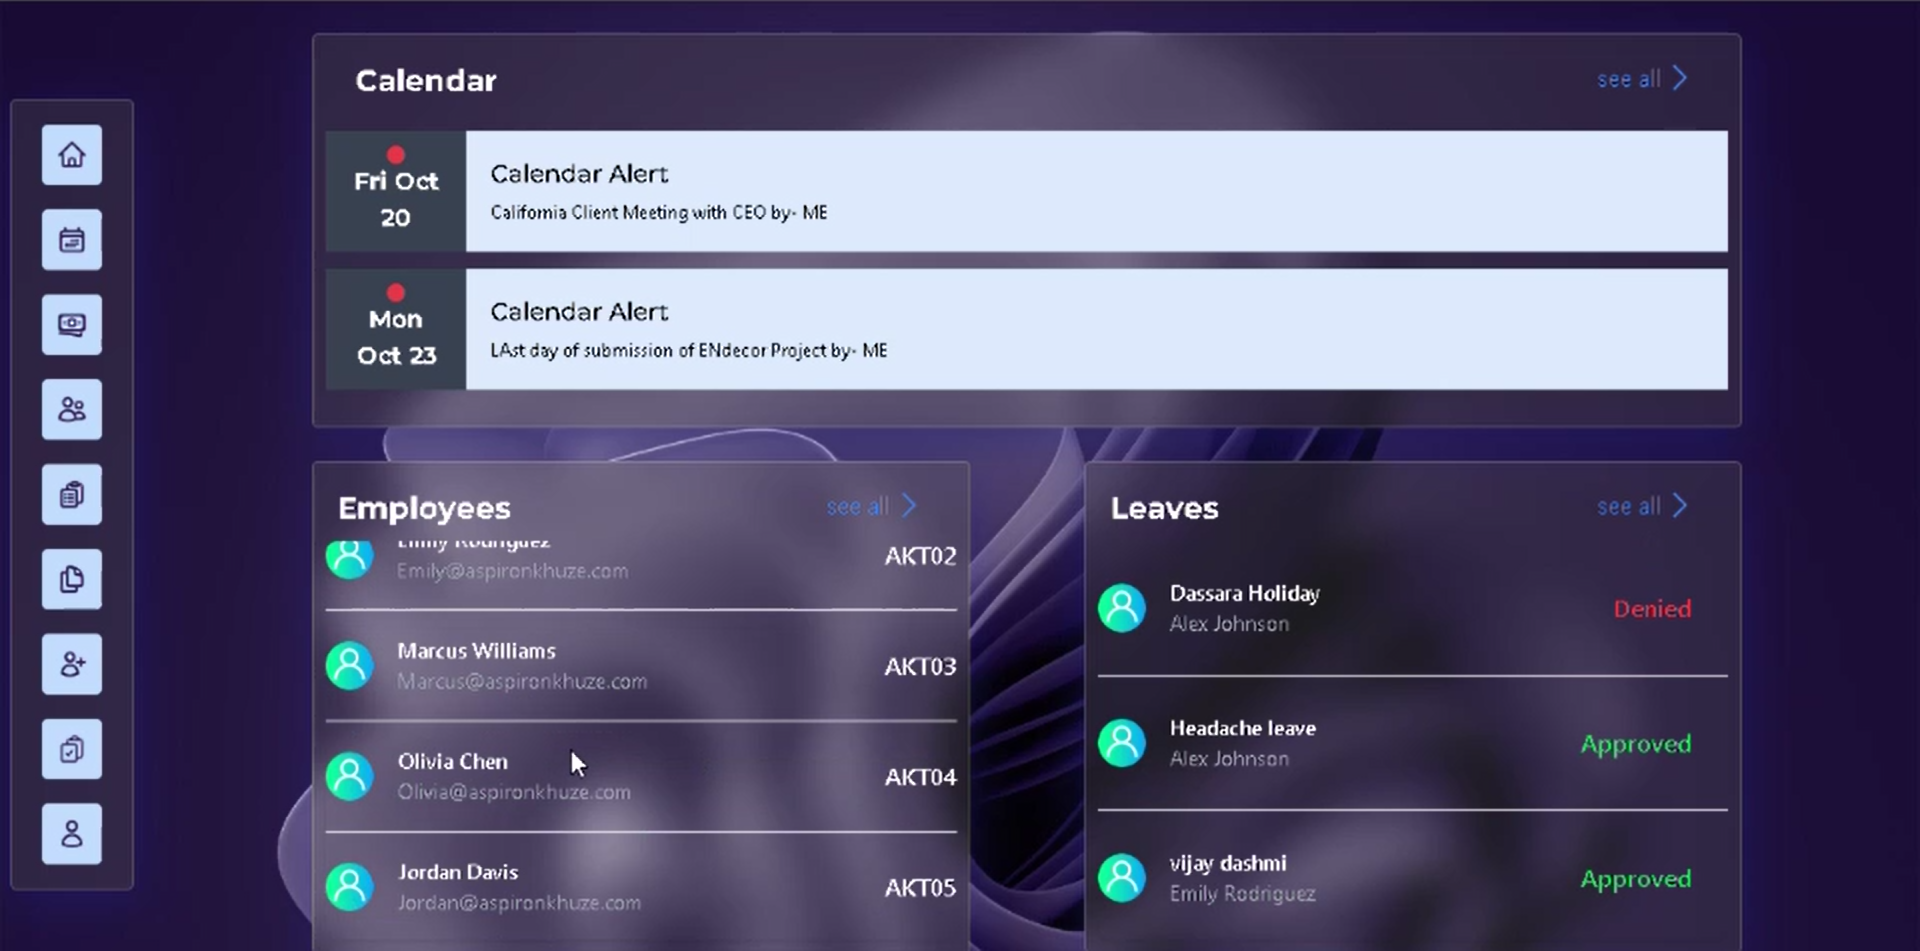 Calendar
see all
Fri Oct
20
Calendar Alert
California Client Meeting with CEO by- ME
Mon
Oct 23
Calendar Alert
LAst day of submission of ENdecor Project by- ME
Employees
see all
Emily Rodriguez
Emily@aspironkhuze.com
AKT02
Marcus Williams
Marcus@aspironkhuze.com
AKT03
Olivia Chen
Olivia@aspironkhuze.com
AKT04
Jordan Davis
Jordan@aspironkhuze.com
AKT05
Leaves
see all
Dassara Holiday
Alex Johnson
Denied
Headache leave
Alex Johnson
Approved
vijay dashmi
Emily Rodriguez
Approved